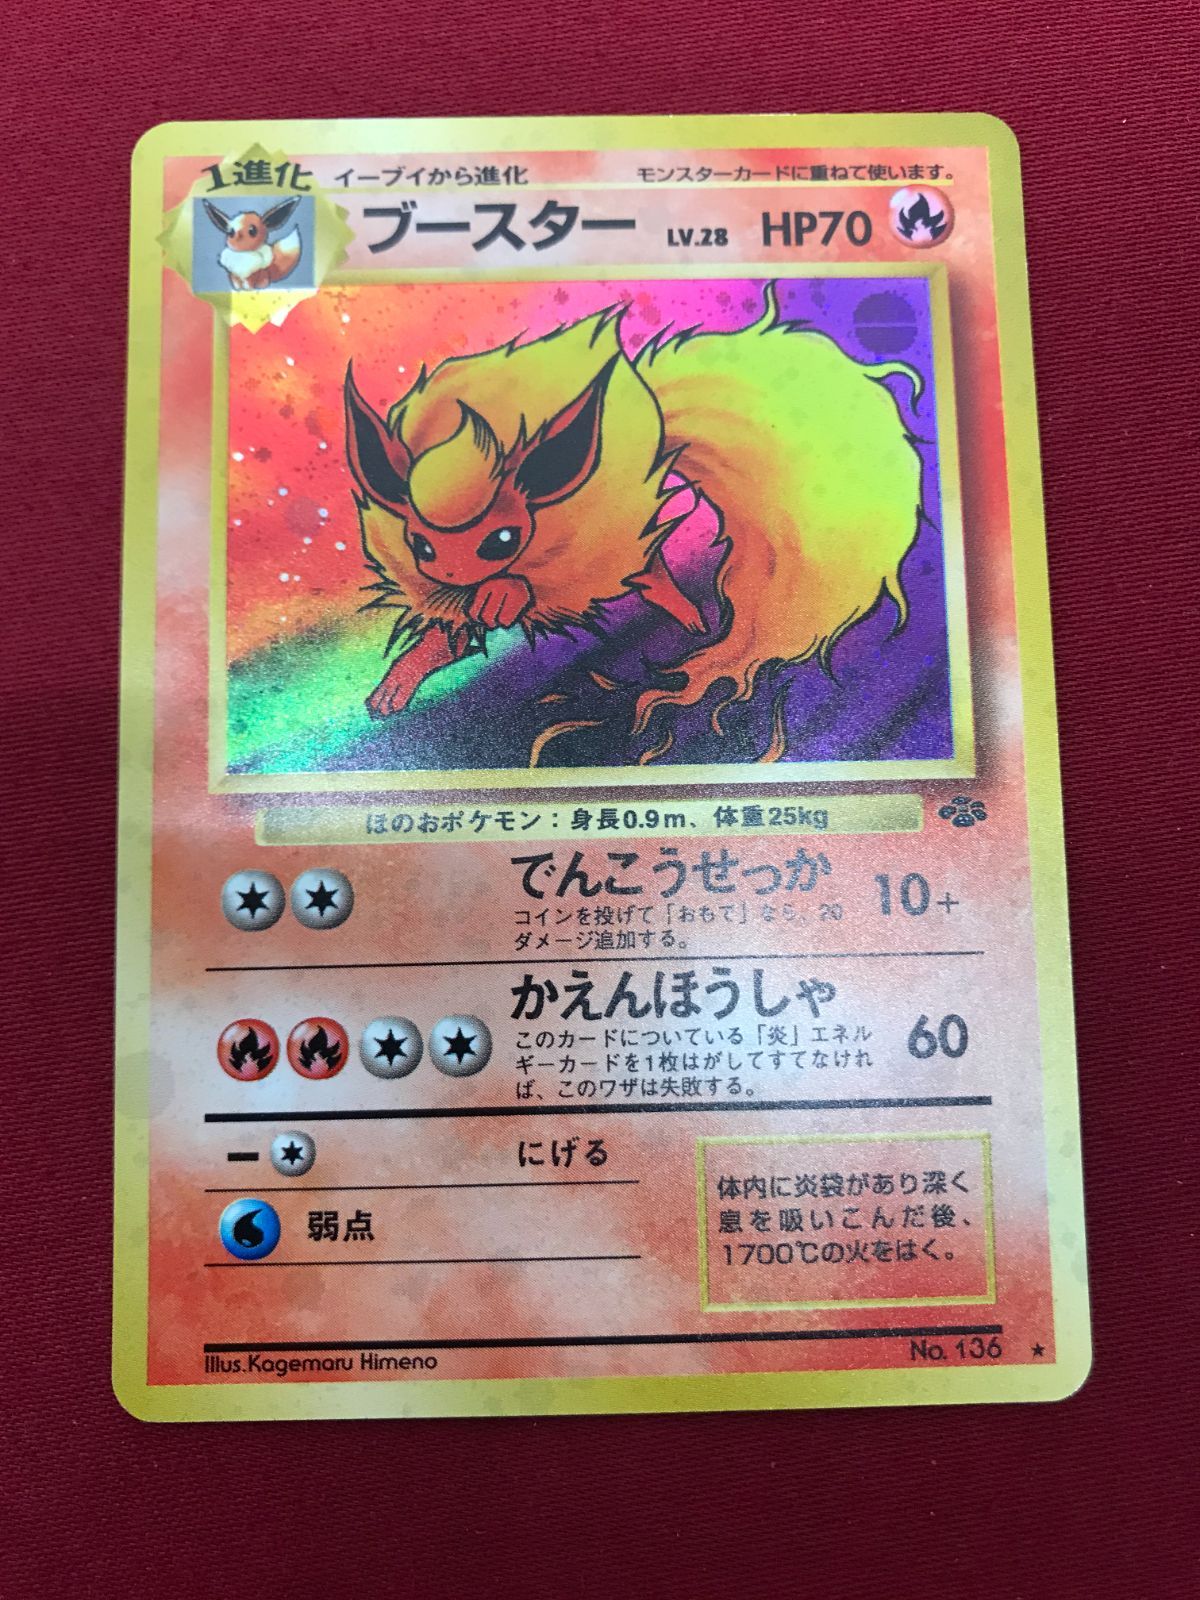 1進化 イーブイから進化 モンスターカードに重ねて使います。
ブースター LV.28 HP70
ほのおポケモン：身長0.9m、体重25kg
でんこうせっか 10+
コインを投げて「おもて」なら、20
ダメージ追加する。
かえんほうしゃ 60
このカードについている「炎」エネル
ギーカードを1枚はがしてすてなけれ
ば、このワザは失敗する。
ー にげる
弱点
体内に炎袋があり深く
息を吸いこんだ後、
1700℃の火をはく。
Illus.Kagemaru Himeno No. 136 ★